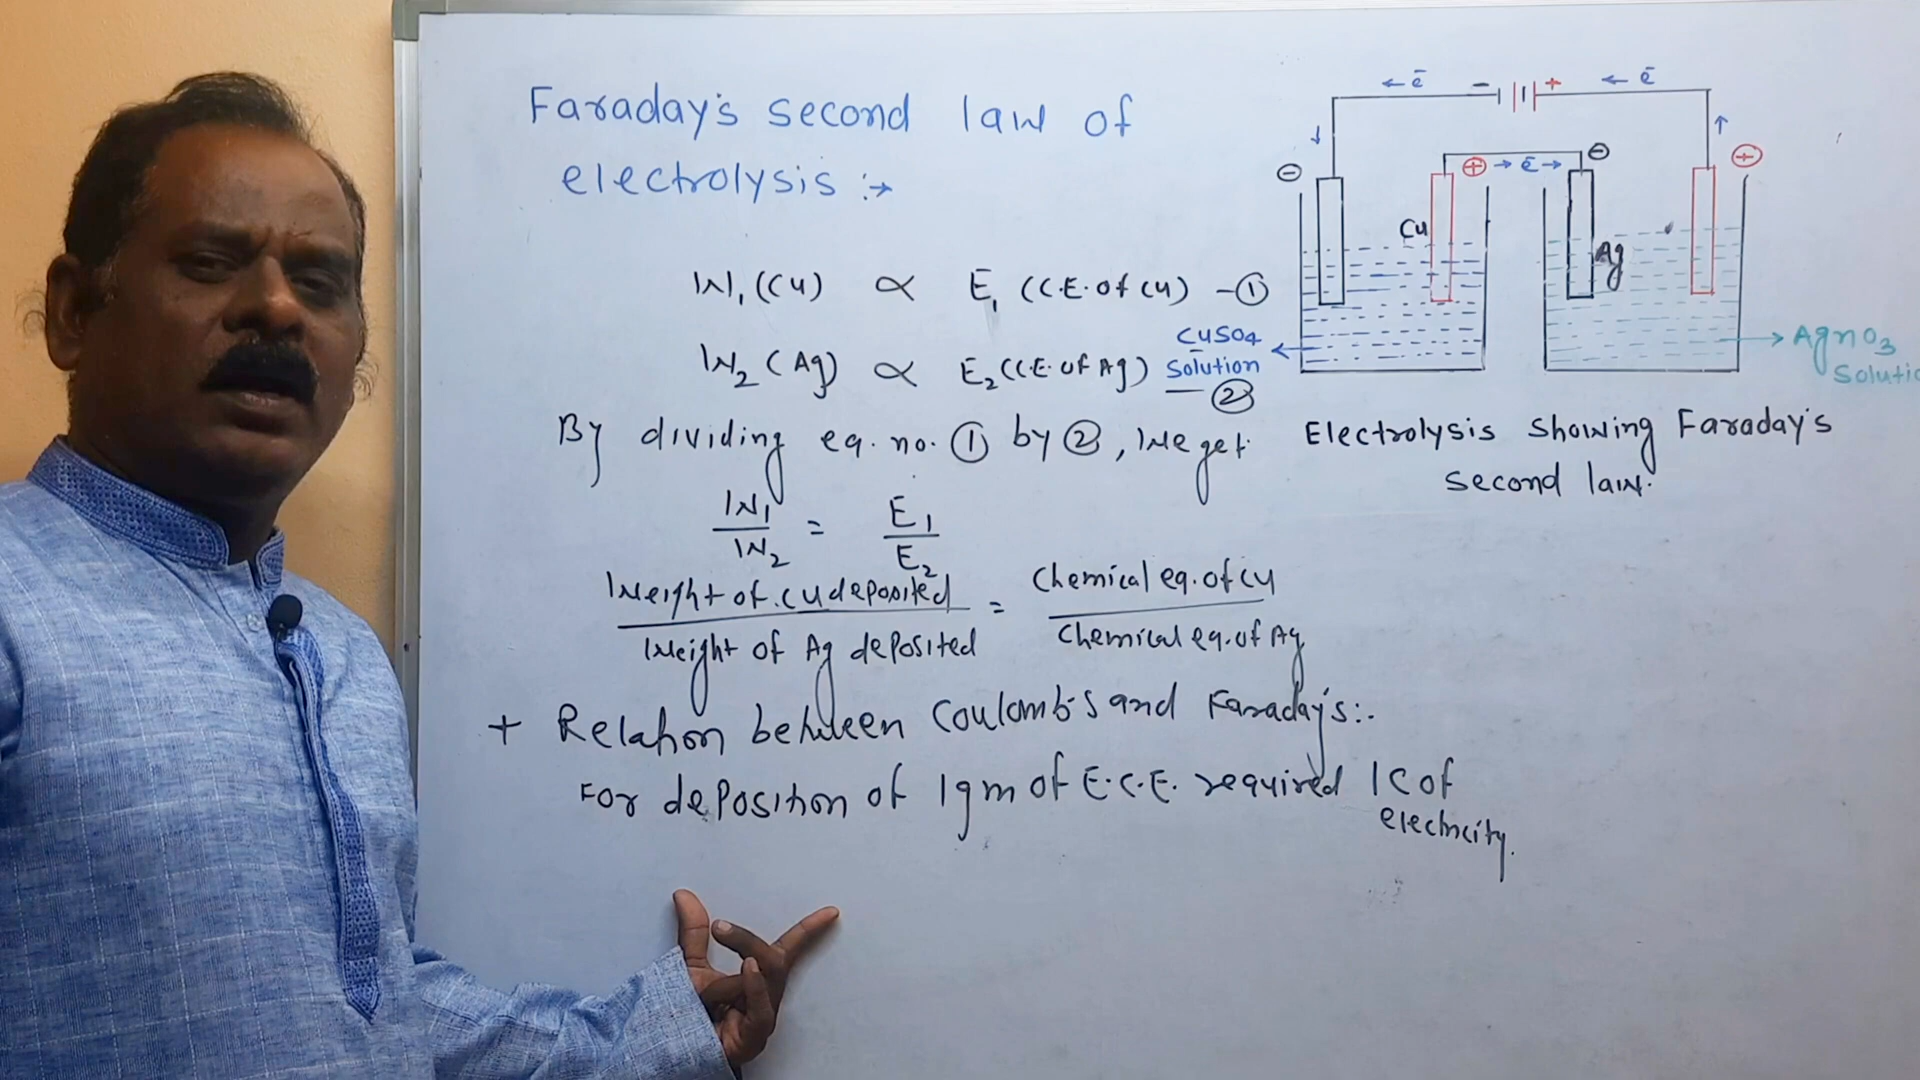 Faraday's second law of
electrolysis :→
W₁ (Cu) ∝ E₁ (C.E. of Cu) - ①
W₂ (Ag) ∝ E₂ (C.E. of Ag) - ②
By dividing eq. no. ① by ②, we get
W₁/W₂ = E₁/E₂
Weight of Cu deposited / Weight of Ag deposited = Chemical eq. of Cu / Chemical eq. of Ag
+ Relation between Coulomb's and Faraday's:-
For deposition of 1gm of E.C.E. required 1C of
electricity.
← e⁻ - + ← e⁻
⊖ ⊕ → e⁻ → ⊖ ⊕
Cu
Ag
CuSO₄
Solution
AgNO₃
Solutio
Electrolysis showing Faraday's
second law.